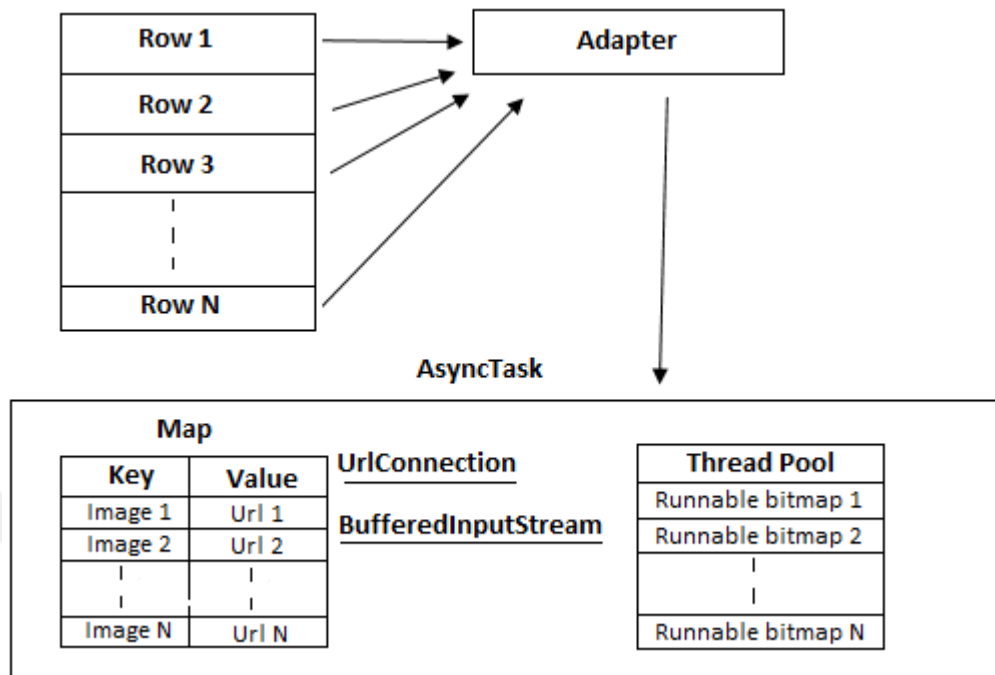 Row 1
Row 2
Row 3
Row N
Adapter
AsyncTask
Map
Key Value
Image 1 Url 1
Image 2 Url 2
Image N Url N
UrlConnection
BufferedInputStream
Thread Pool
Runnable bitmap 1
Runnable bitmap 2
Runnable bitmap N